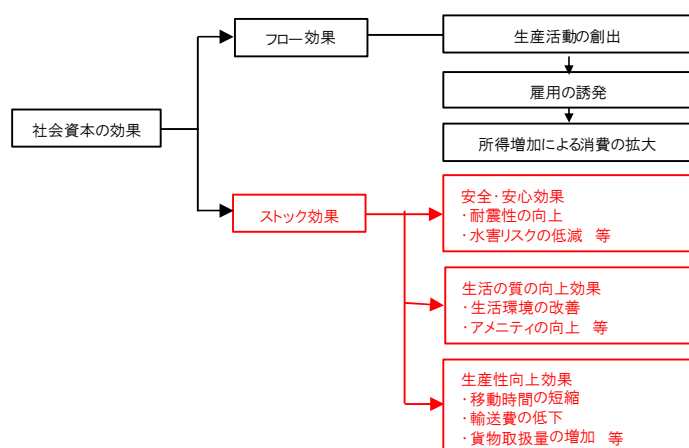 社会資本の効果
フロー効果
生産活動の創出
雇用の誘発
所得増加による消費の拡大
ストック効果
安全・安心効果
・耐震性の向上
・水害リスクの低減　等
生活の質の向上効果
・生活環境の改善
・アメニティの向上　等
生産性向上効果
・移動時間の短縮
・輸送費の低下
・貨物取扱量の増加　等